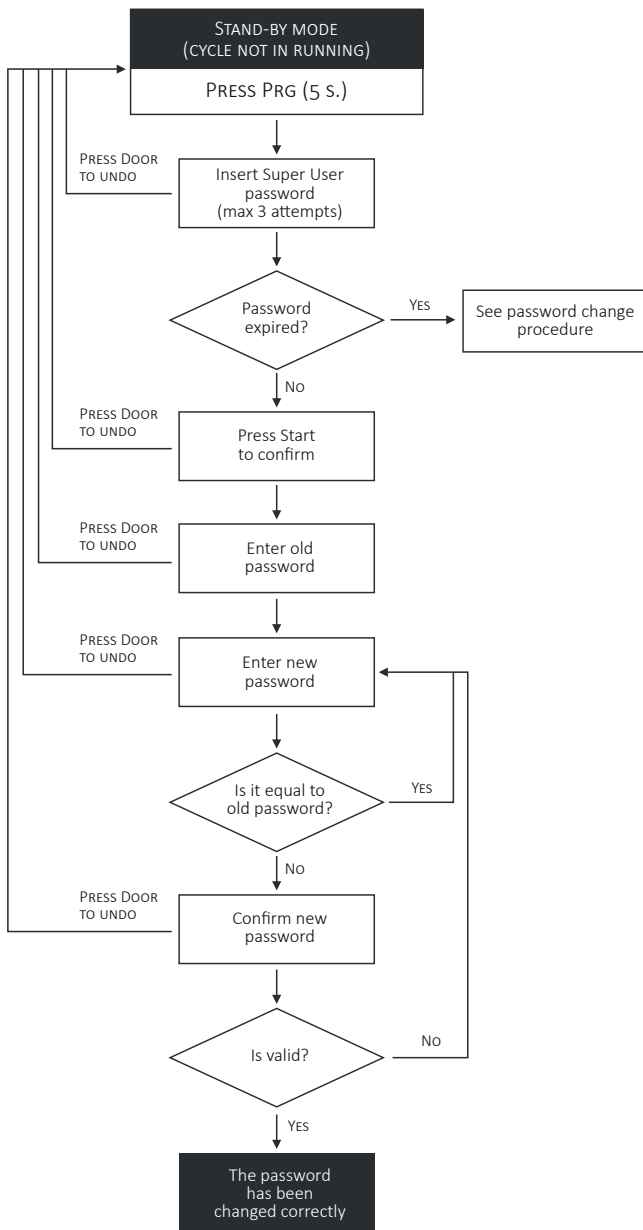 STAND-BY MODE
(CYCLE NOT IN RUNNING)
PRESS PRG (5 S.)
PRESS DOOR
TO UNDO
Insert Super User
password
(max 3 attempts)
Password
expired?
YES
See password change
procedure
NO
PRESS DOOR
TO UNDO
Press Start
to confirm
PRESS DOOR
TO UNDO
Enter old
password
PRESS DOOR
TO UNDO
Enter new
password
Is it equal to
old password?
YES
NO
PRESS DOOR
TO UNDO
Confirm new
password
Is valid?
NO
YES
The password
has been
changed correctly